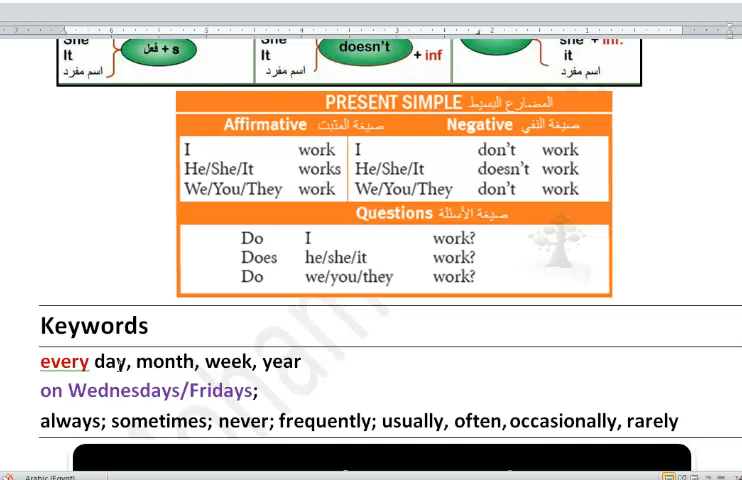 She
It
اسم مفرد
فعل + s
She
It
اسم مفرد
doesn't
+ inf
she + inf.
it
اسم مفرد
PRESENT SIMPLE المضارع البسيط
Affirmative صيغة المثبت Negative صيغة النفي
I work I don't work
He/She/It works He/She/It doesn't work
We/You/They work We/You/They don't work
Questions صيغة الأسئلة
Do I work?
Does he/she/it work?
Do we/you/they work?
Keywords
every day, month, week, year
on Wednesdays/Fridays;
always; sometimes; never; frequently; usually, often, occasionally, rarely
Arabic (Egypt)